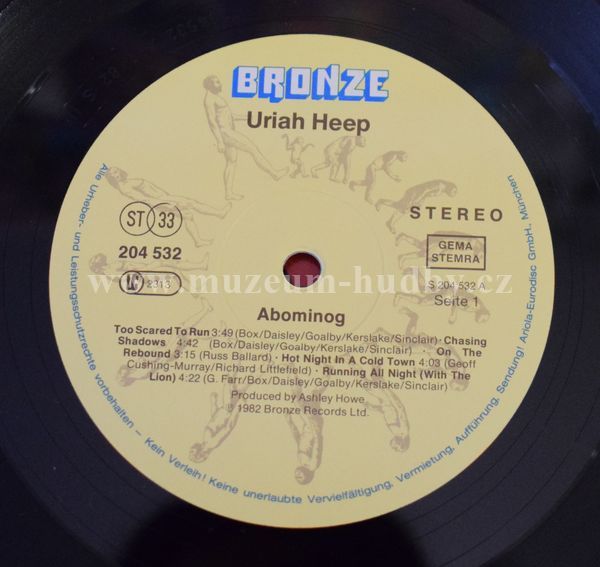 BRONZE
Uriah Heep
ST 33
STEREO
204 532
GEMA
STEMRA
LW 2313
S 204 532 A
Seite 1
www.muzeum-hudby.cz
Abominog
Too Scared To Run 3:49 (Box/Daisley/Goalby/Kerslake/Sinclair) · Chasing
Shadows 4:42 (Box/Daisley/Goalby/Kerslake/Sinclair) · On The
Rebound 3:15 (Russ Ballard) · Hot Night In A Cold Town 4:03 (Geoff
Cushing-Murray/Richard Littlefield) · Running All Night (With The
Lion) 4:22 (G. Farr/Box/Daisley/Goalby/Kerslake/Sinclair)
Produced by Ashley Howe
℗ 1982 Bronze Records Ltd.
Alle Urheber- und Leistungsschutzrechte vorbehalten – Kein Verleih! Keine unerlaubte Vervielfältigung, Vermietung, Aufführung, Sendung! Ariola-Eurodisc GmbH., München